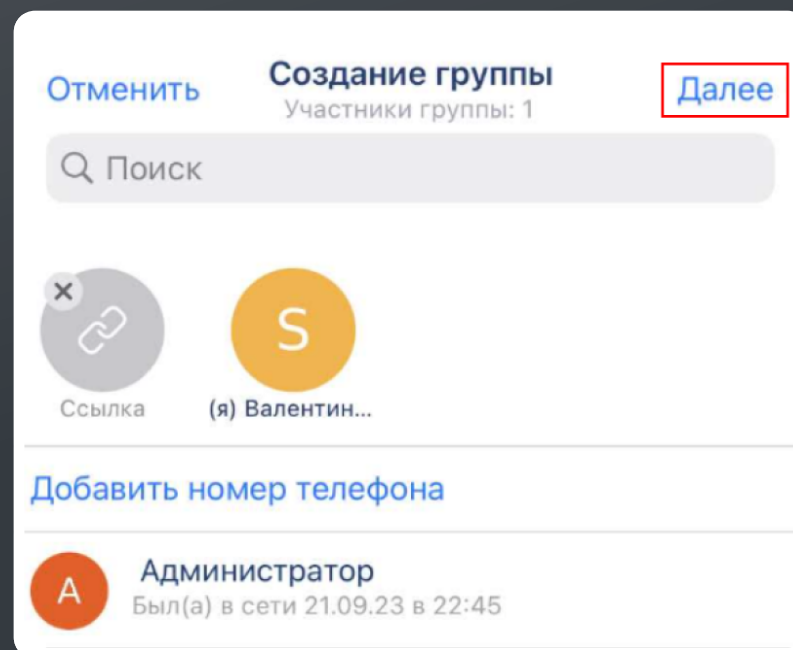 Отменить Создание группы Далее
Участники группы: 1
Поиск
S
Ссылка (я) Валентин...
Добавить номер телефона
Администратор
А
Был(а) в сети 21.09.23 в 22:45